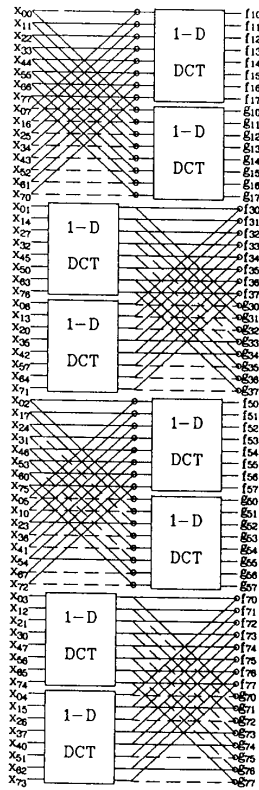 X00 f10
X11 1-D f11
X22 f12
X33 f13
X44 DCT f14
X55 f15
X66 f16
X77 f17
X07 g10
X16 1-D g11
X25 g12
X34 g13
X43 DCT g14
X52 g15
X61 g16
X70 g17
X01 f30
X14 1-D f31
X27 f32
X32 f33
X45 DCT f34
X50 f35
X63 f36
X76 f37
X06 g30
X13 1-D g31
X20 g32
X35 g33
X42 DCT g34
X57 g35
X64 g36
X71 g37
X02 f50
X17 1-D f51
X24 f52
X31 f53
X46 DCT f54
X53 f55
X60 f56
X75 f57
X05 g50
X10 1-D g51
X23 g52
X36 g53
X41 DCT g54
X54 g55
X67 g56
X72 g57
X03 f70
X12 1-D f71
X21 f72
X30 f73
X47 DCT f74
X56 f75
X65 f76
X74 f77
X04 g70
X15 1-D g71
X26 g72
X37 g73
X40 DCT g74
X51 g75
X62 g76
X73 g77